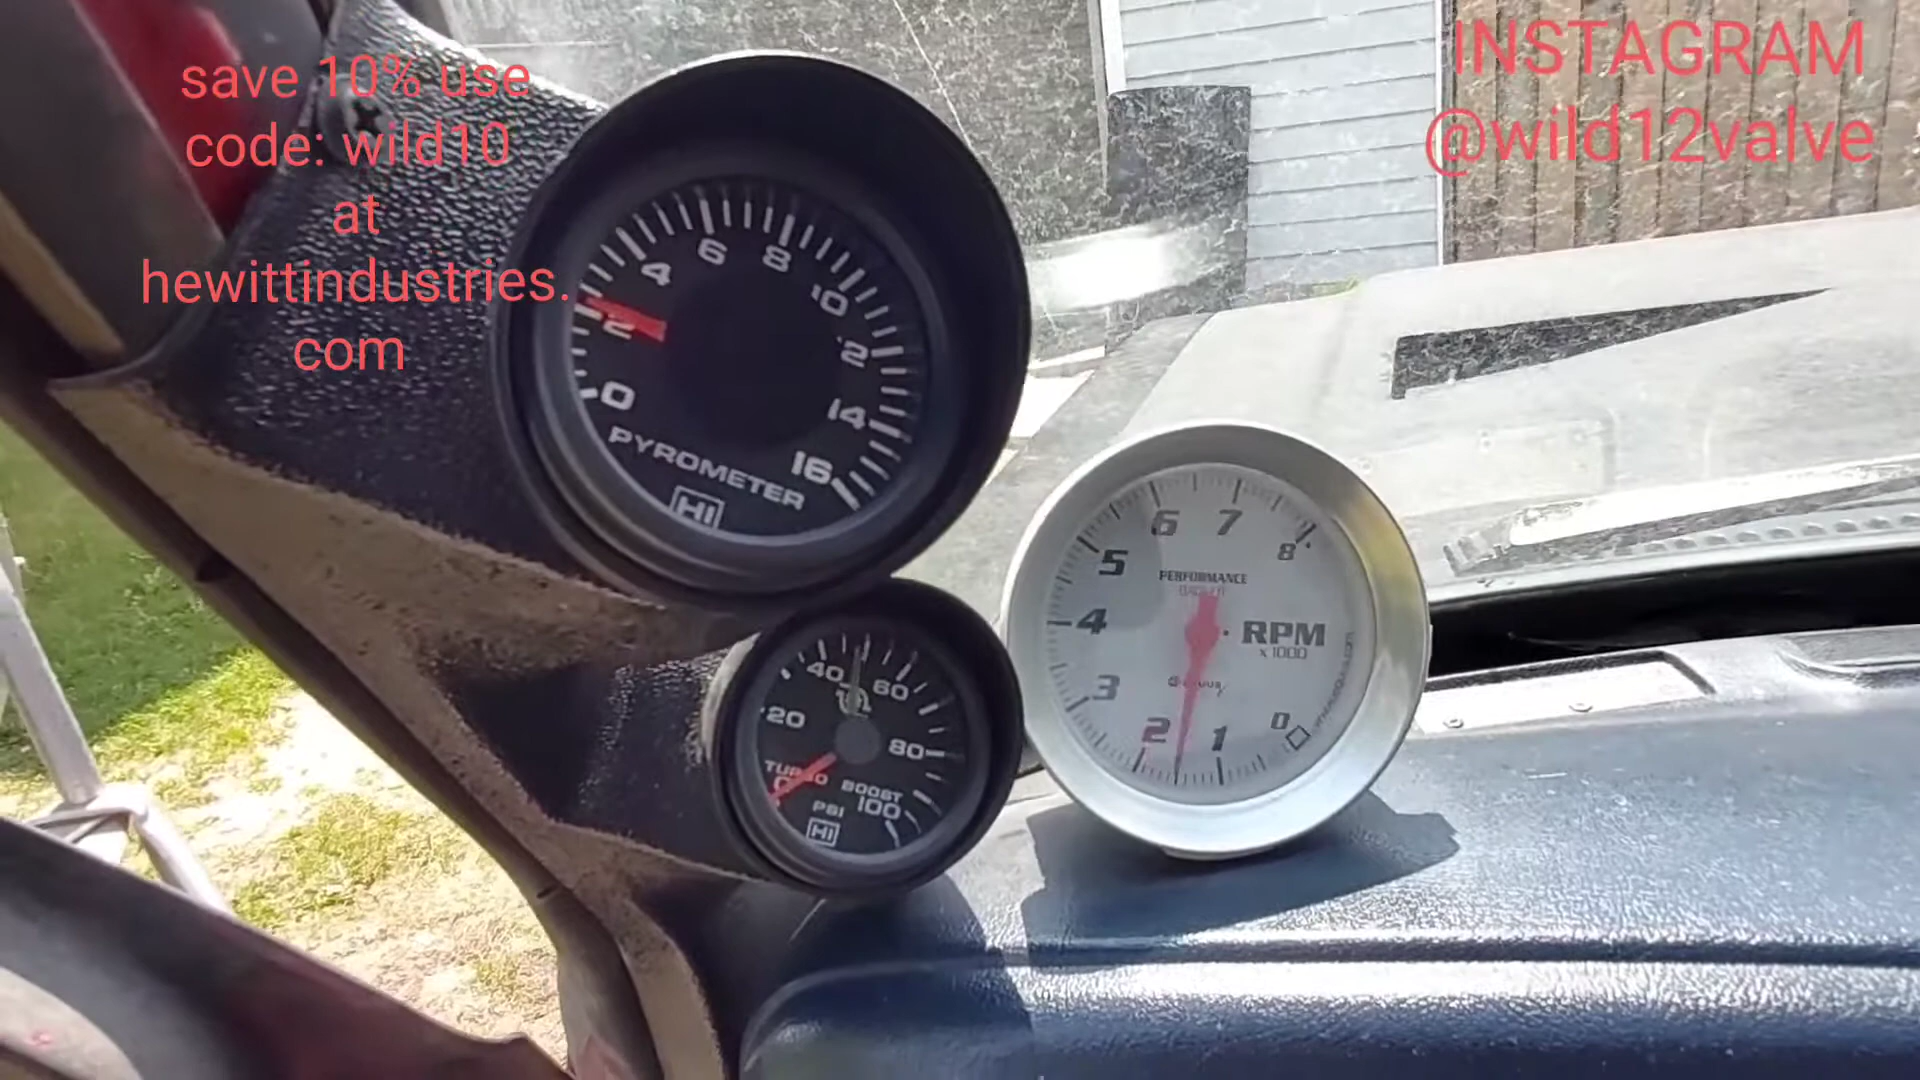 save 10% use
code: wild10
at
hewittindustries.
com
INSTAGRAM
@wild12valve
0
2
4
6
8
10
12
14
16
PYROMETER
HI
20
40
60
80
100
TURBO BOOST
PSI
HI
0
1
2
3
4
5
6
7
8
PERFORMANCE
RPM
x 1000